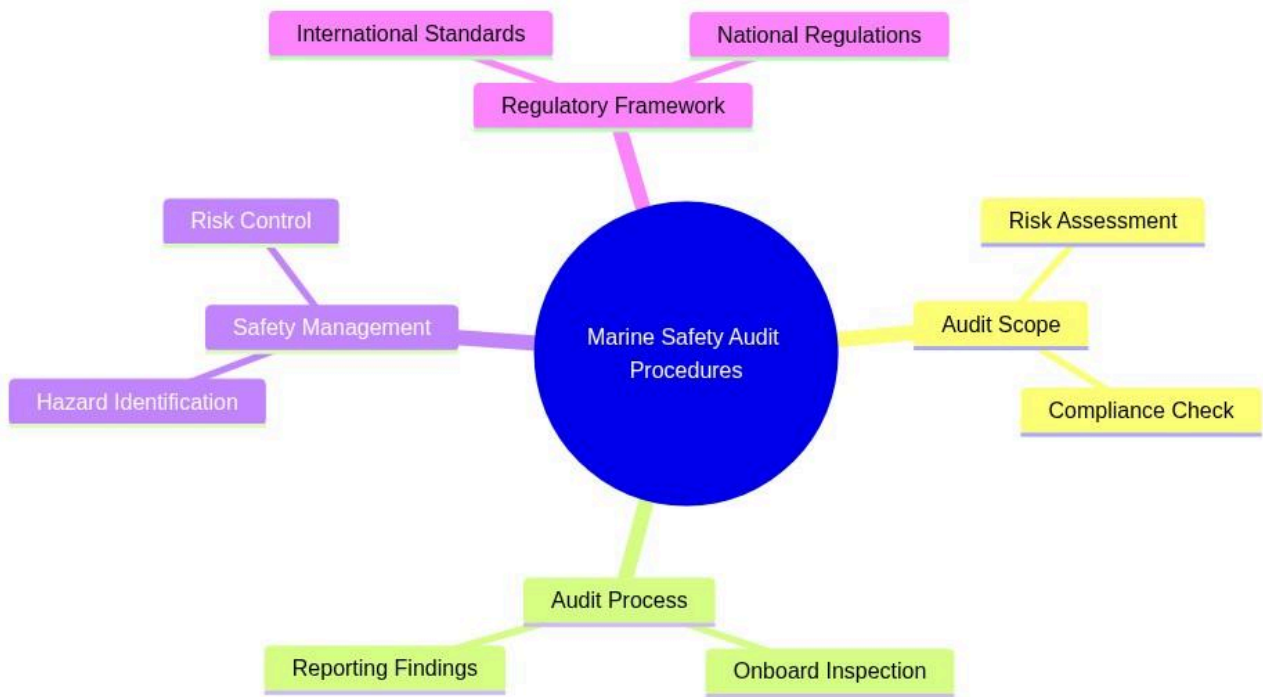 International Standards
National Regulations
Regulatory Framework
Risk Control
Risk Assessment
Safety Management
Audit Scope
Marine Safety Audit
Procedures
Hazard Identification
Compliance Check
Audit Process
Reporting Findings
Onboard Inspection